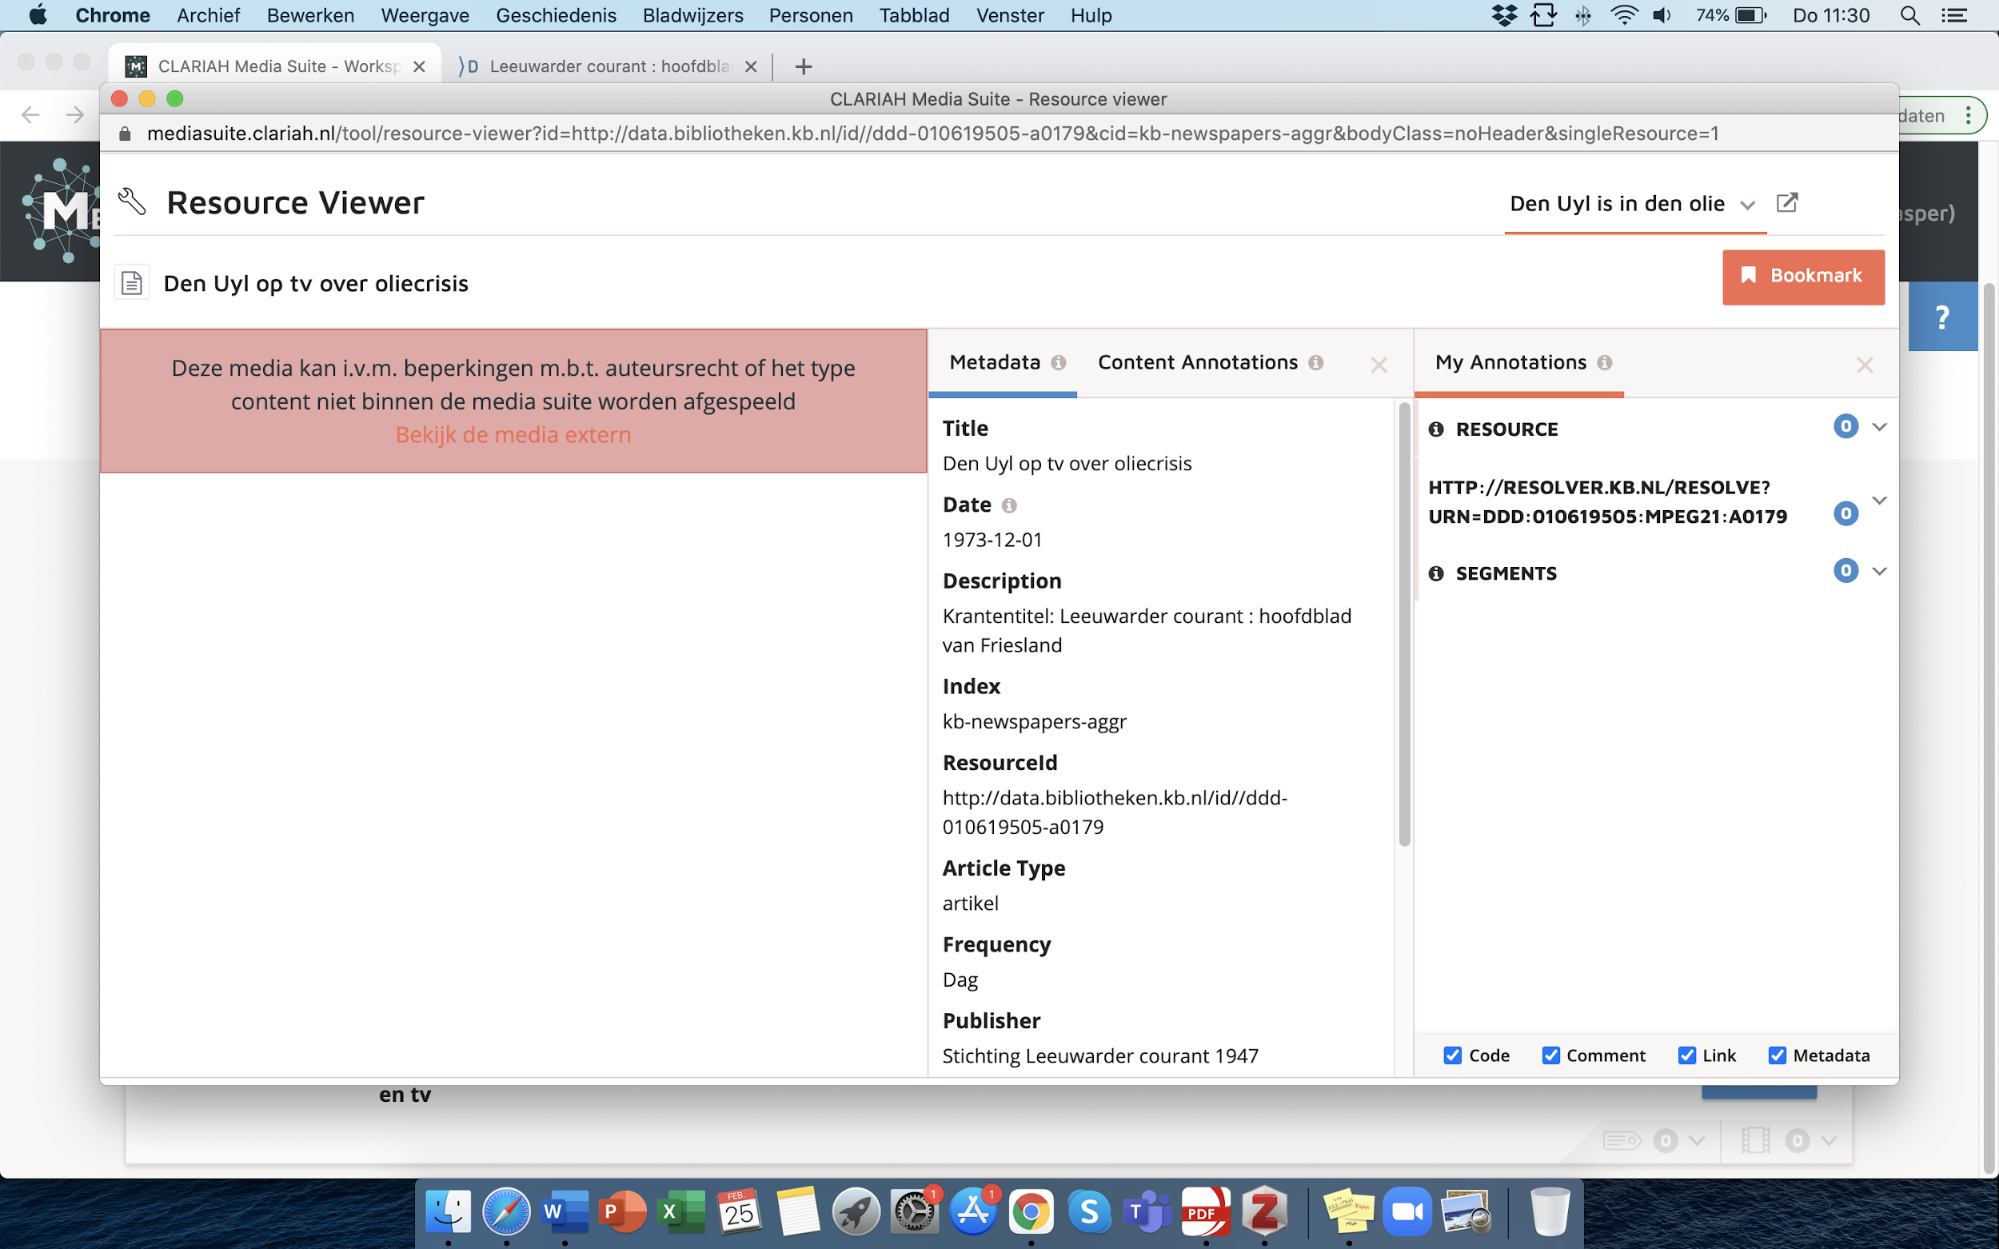 Chrome Archief Bewerken Weergave Geschiedenis Bladwijzers Personen Tabblad Venster Hulp 74% Do 11:30
CLARIAH Media Suite - Worksp
Leeuwarder courant : hoofdbla
CLARIAH Media Suite - Resource viewer
mediasuite.clariah.nl/tool/resource-viewer?id=http://data.bibliotheken.kb.nl/id//ddd-010619505-a0179&cid=kb-newspapers-aggr&bodyClass=noHeader&singleResource=1
daten
M
asper)
?
Resource Viewer
Den Uyl is in den olie
Den Uyl op tv over oliecrisis
Bookmark
Deze media kan i.v.m. beperkingen m.b.t. auteursrecht of het type
content niet binnen de media suite worden afgespeeld
Bekijk de media extern
Metadata
Content Annotations
Title
Den Uyl op tv over oliecrisis
Date
1973-12-01
Description
Krantentitel: Leeuwarder courant : hoofdblad
van Friesland
Index
kb-newspapers-aggr
ResourceId
http://data.bibliotheken.kb.nl/id//ddd-
010619505-a0179
Article Type
artikel
Frequency
Dag
Publisher
Stichting Leeuwarder courant 1947
My Annotations
RESOURCE 0
HTTP://RESOLVER.KB.NL/RESOLVE?
URN=DDD:010619505:MPEG21:A0179 0
SEGMENTS 0
Code Comment Link Metadata
en tv
0 0
W P X FEB. 25 1 1 S T PDF Z